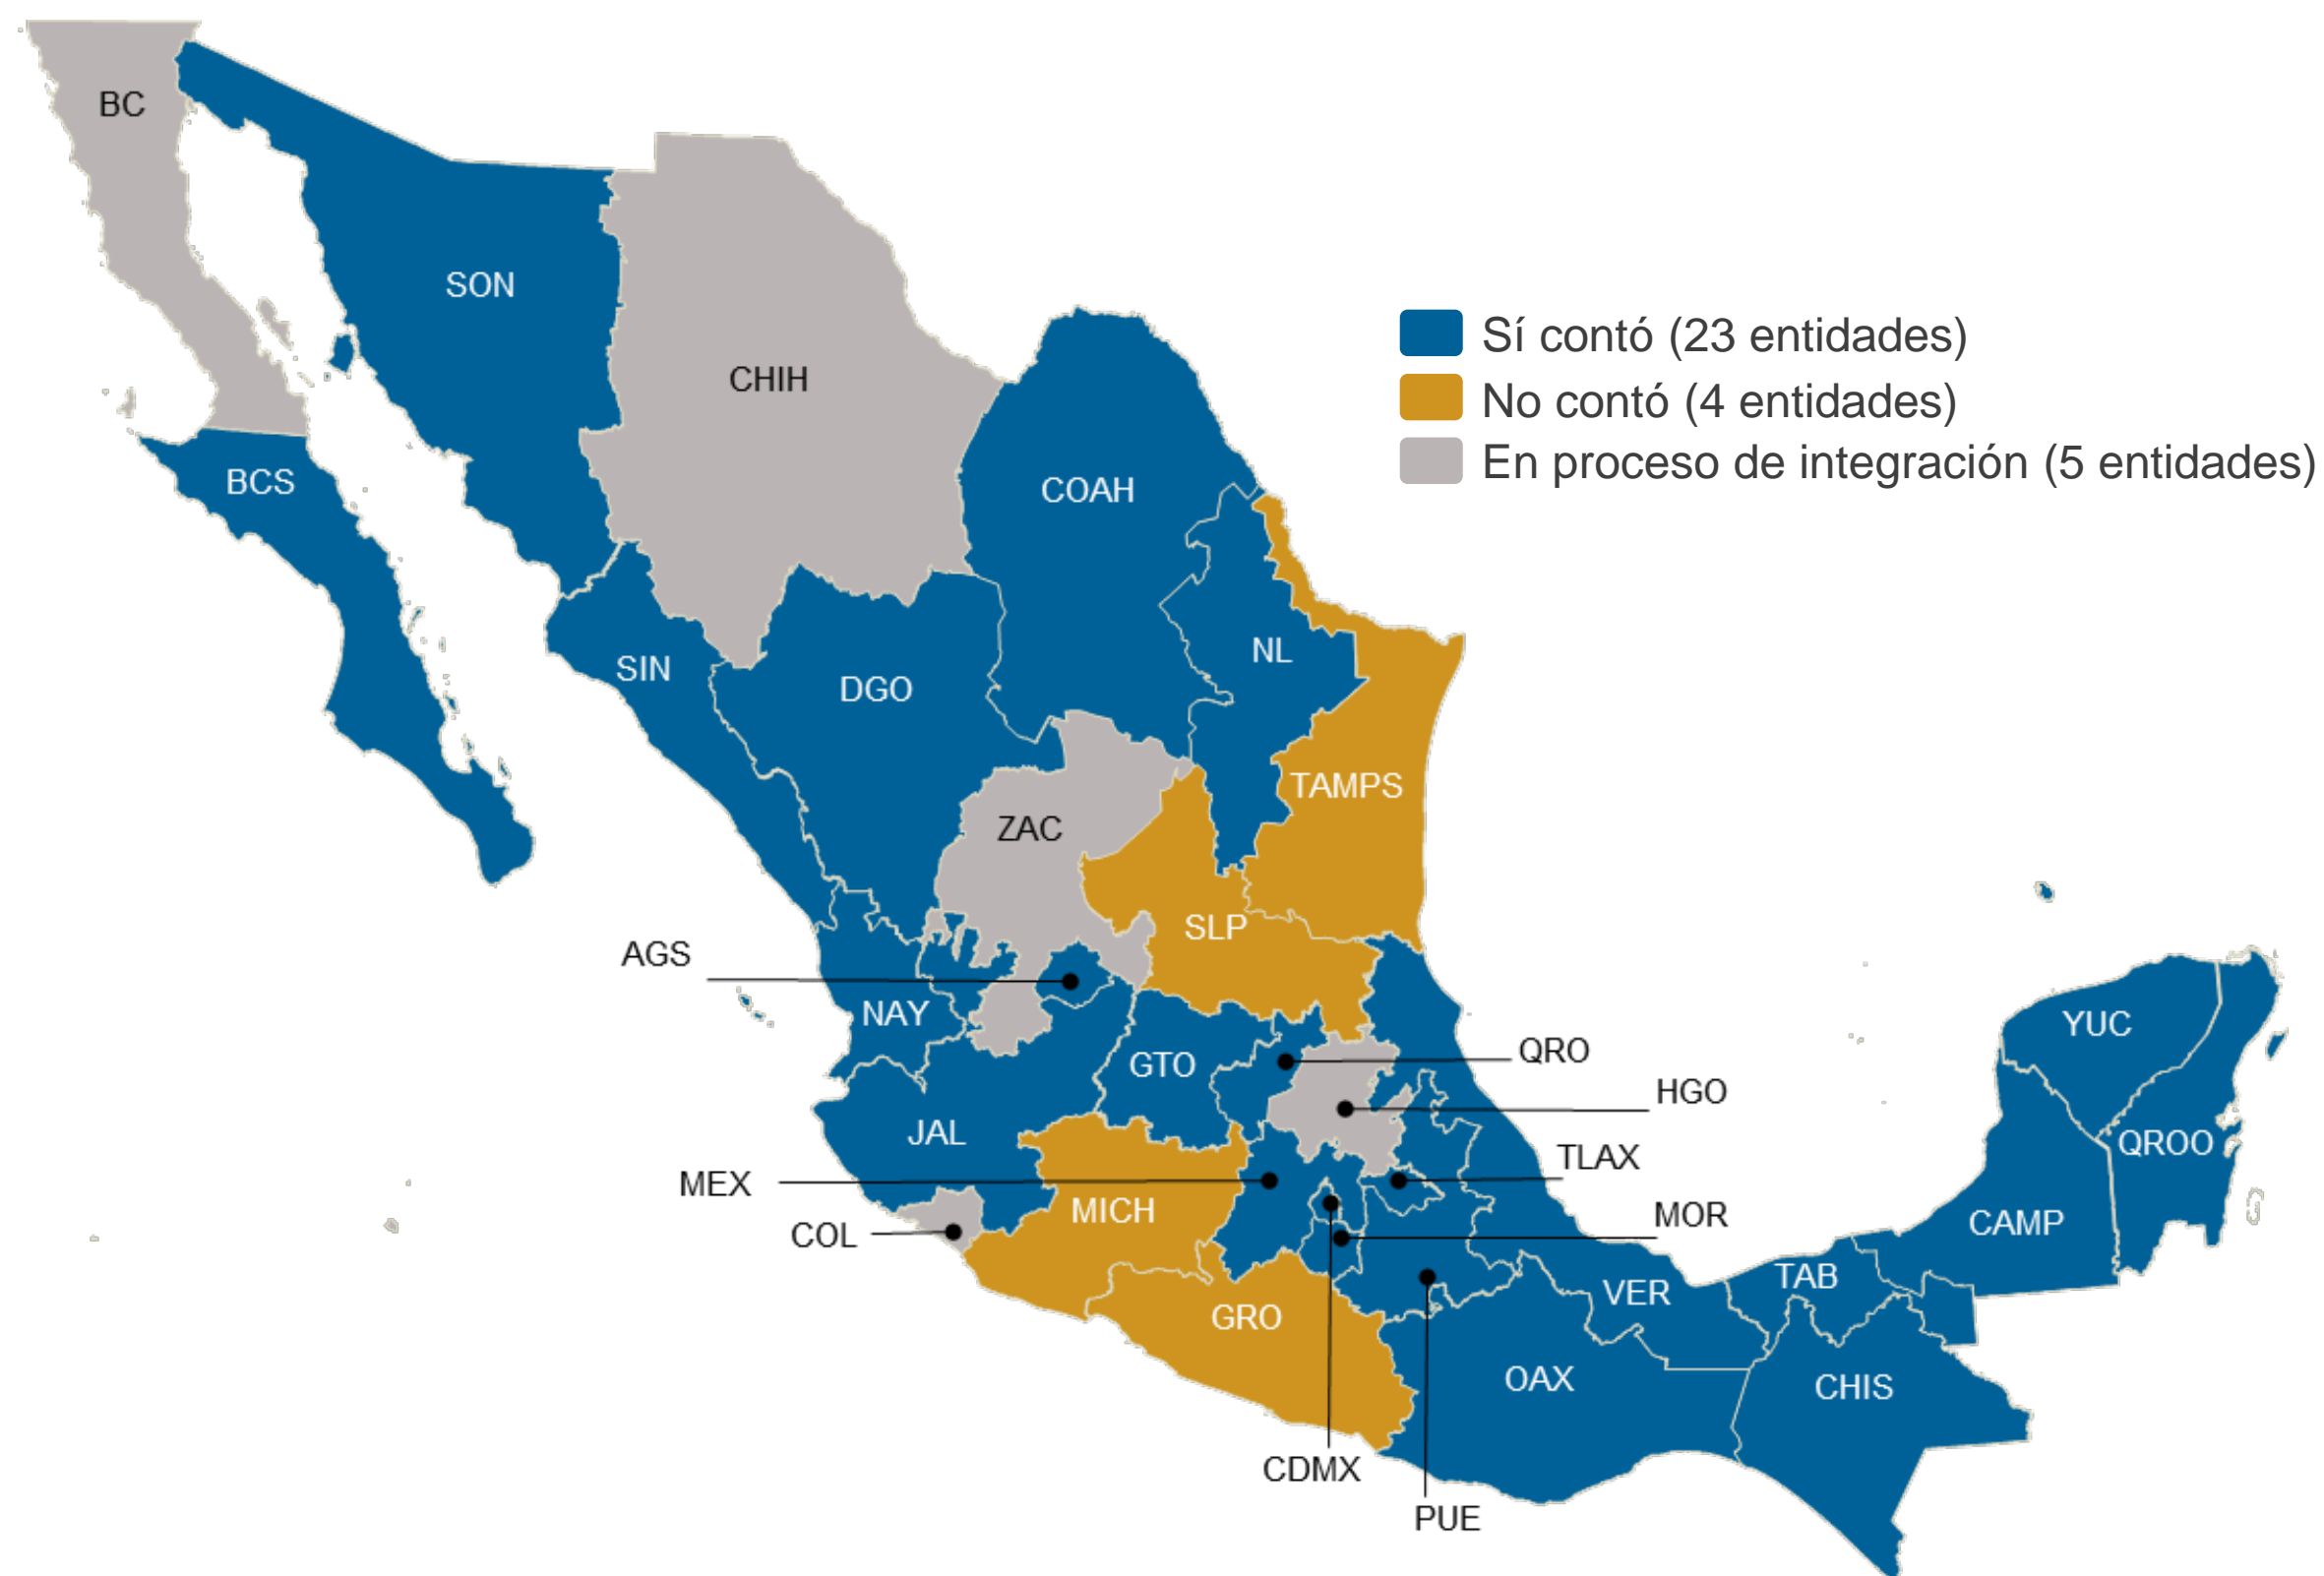 BC
SON
CHIH
Sí contó (23 entidades)
No contó (4 entidades)
En proceso de integración (5 entidades)
BCS
COAH
NL
SIN
DGO
TAMPS
ZAC
SLP
AGS
NAY
YUC
QRO
GTO
HGO
JAL
QROO
TLAX
MEX
MICH
MOR
CAMP
COL
TAB
VER
GRO
OAX
CHIS
CDMX
PUE